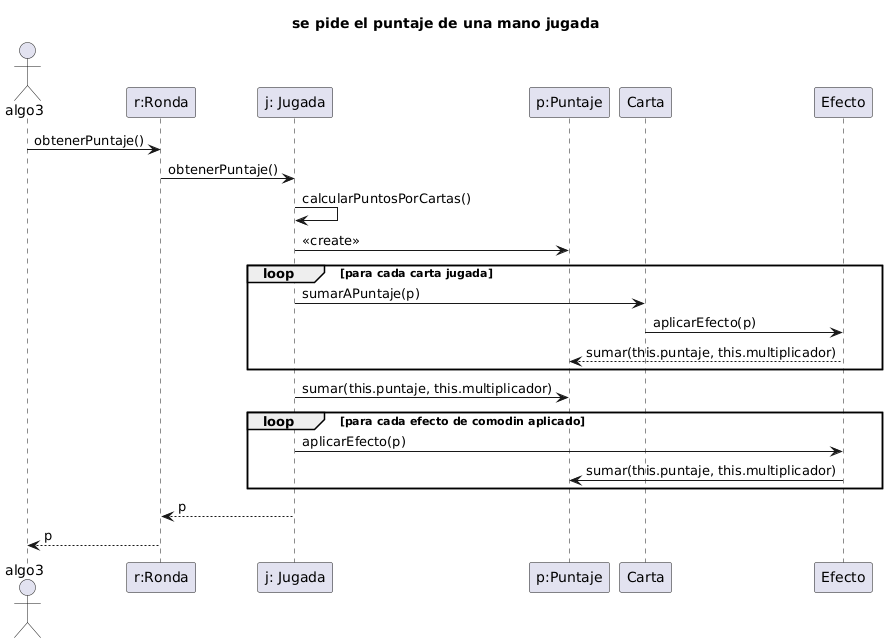 se pide el puntaje de una mano jugada
algo3
r:Ronda
j: Jugada
p:Puntaje
Carta
Efecto
obtenerPuntaje()
obtenerPuntaje()
calcularPuntosPorCartas()
«create»
loop [para cada carta jugada]
sumarAPuntaje(p)
aplicarEfecto(p)
sumar(this.puntaje, this.multiplicador)
sumar(this.puntaje, this.multiplicador)
loop [para cada efecto de comodin aplicado]
aplicarEfecto(p)
sumar(this.puntaje, this.multiplicador)
p
p
algo3
r:Ronda
j: Jugada
p:Puntaje
Carta
Efecto